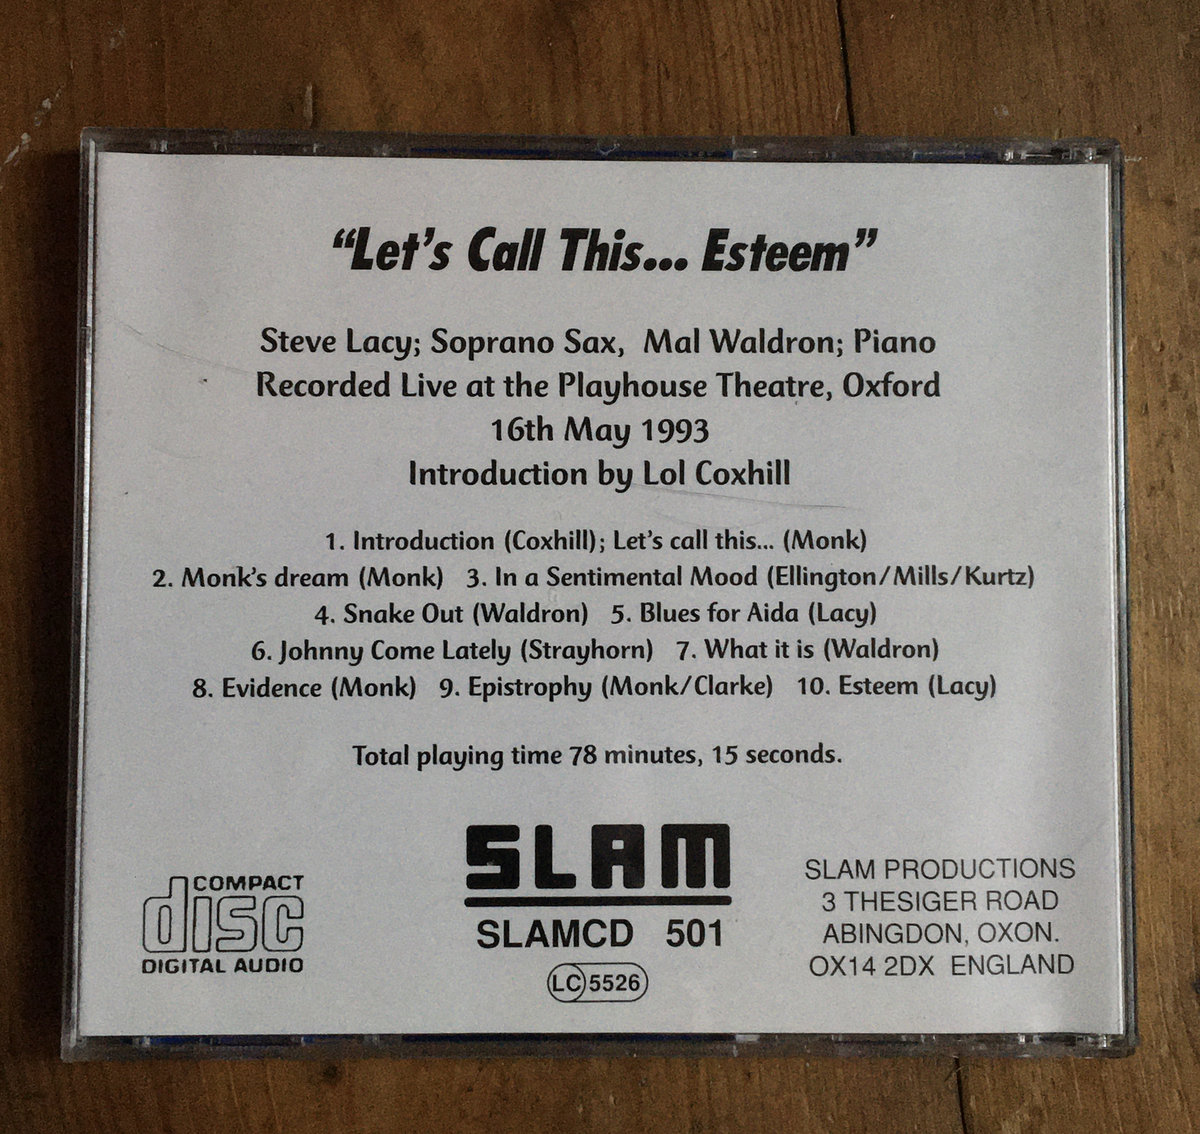 “Let’s Call This... Esteem”
Steve Lacy; Soprano Sax, Mal Waldron; Piano
Recorded Live at the Playhouse Theatre, Oxford
16th May 1993
Introduction by Lol Coxhill
1. Introduction (Coxhill); Let’s call this... (Monk)
2. Monk’s dream (Monk) 3. In a Sentimental Mood (Ellington/Mills/Kurtz)
4. Snake Out (Waldron) 5. Blues for Aida (Lacy)
6. Johnny Come Lately (Strayhorn) 7. What it is (Waldron)
8. Evidence (Monk) 9. Epistrophy (Monk/Clarke) 10. Esteem (Lacy)
Total playing time 78 minutes, 15 seconds.
COMPACT
disc
DIGITAL AUDIO
SLAM
SLAMCD 501
LC 5526
SLAM PRODUCTIONS
3 THESIGER ROAD
ABINGDON, OXON.
OX14 2DX ENGLAND